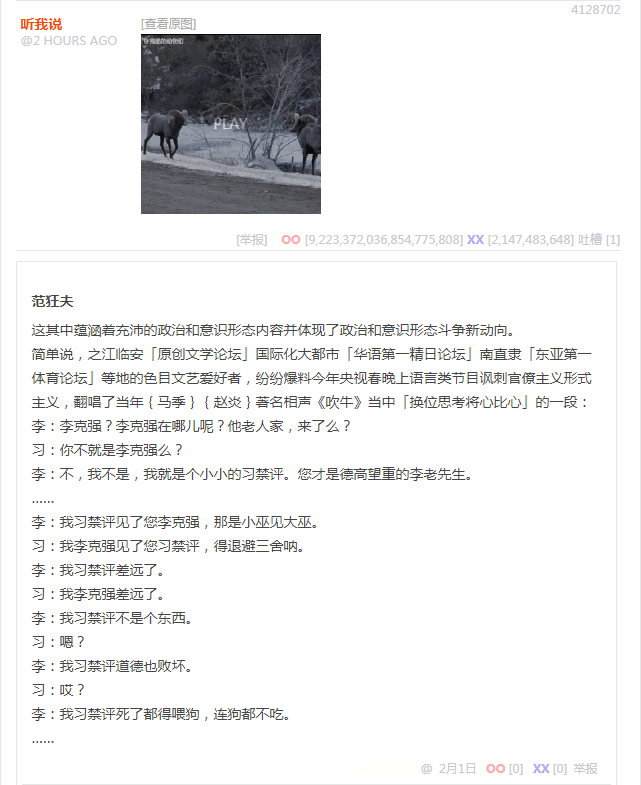 4128702
听我说
[查看原图]
@2 HOURS AGO
PLAY
[举报] OO [9,223,372,036,854,775,808] XX [2,147,483,648] 吐槽 [1]
范狂夫
这其中蕴涵着充沛的政治和意识形态内容并体现了政治和意识形态斗争新动向。
简单说，之江临安「原创文学论坛」国际化大都市「华语第一精日论坛」南直隶「东亚第一
体育论坛」等地的色目文艺爱好者，纷纷爆料今年央视春晚上语言类节目讽刺官僚主义形式
主义，翻唱了当年｛马季｝｛赵炎｝著名相声《吹牛》当中「换位思考将心比心」的一段：
李：李克强？李克强在哪儿呢？他老人家，来了么？
习：你不就是李克强么？
李：不，我不是，我就是个小小的习禁评。您才是德高望重的李老先生。
……
李：我习禁评见了您李克强，那是小巫见大巫。
习：我李克强见了您习禁评，得退避三舍呐。
李：我习禁评差远了。
习：我李克强差远了。
李：我习禁评不是个东西。
习：嗯？
李：我习禁评道德也败坏。
习：哎？
李：我习禁评死了都得喂狗，连狗都不吃。
……
@ 2月1日 OO [0] XX [0] 举报